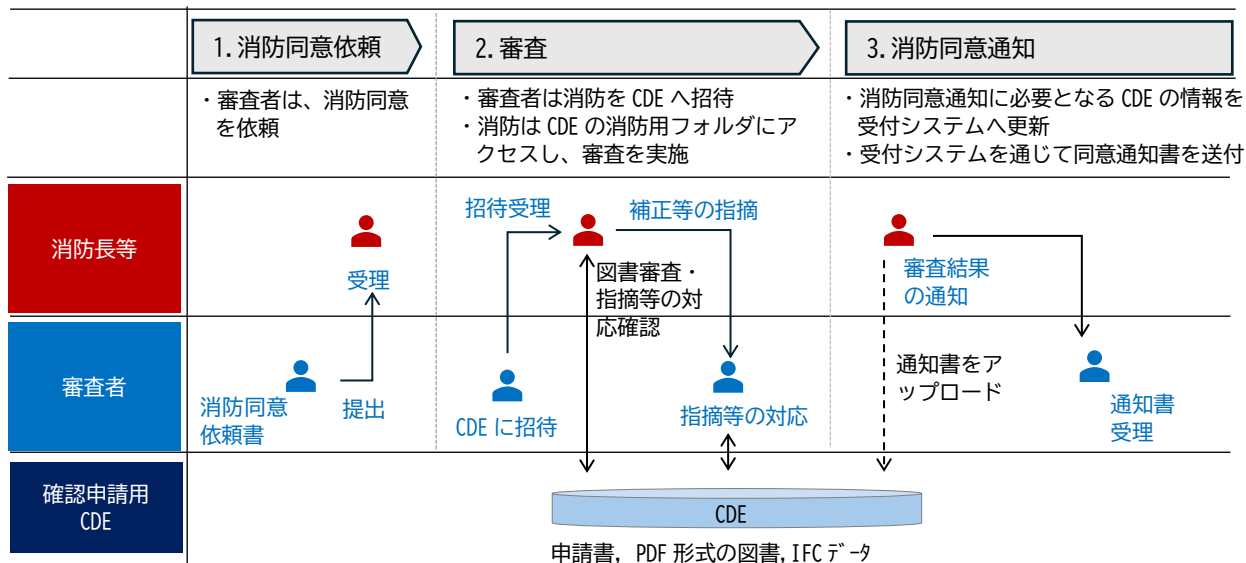 1.消防同意依頼
2.審査
3.消防同意通知
・審査者は、消防同意
を依頼
・審査者は消防を CDE へ招待
・消防は CDE の消防用フォルダにア
クセスし、審査を実施
・消防同意通知に必要となる CDE の情報を
受付システムへ更新
・受付システムを通じて同意通知書を送付
消防長等
受理
招待受理
補正等の指摘
図書審査・
指摘等の対
応確認
審査結果
の通知
審査者
消防同意
依頼書
提出
CDE に招待
指摘等の対応
通知書をア
ップロード
通知書
受理
確認申請用
CDE
CDE
申請書, PDF 形式の図書,IFC ﾃﾞｰﾀ